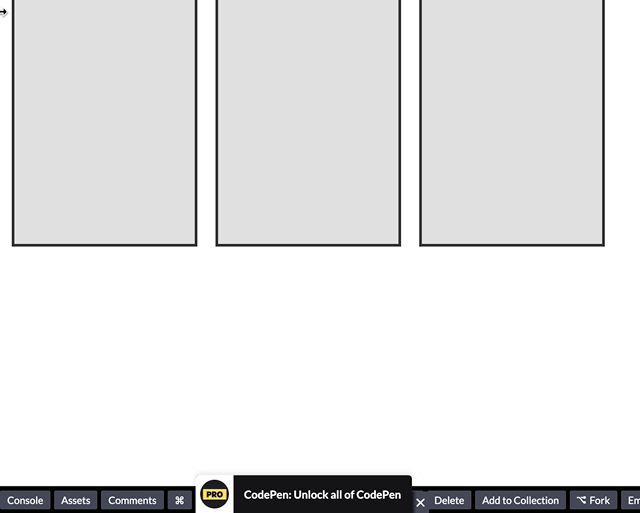 Console
Assets
Comments
⌘
PRO
CodePen: Unlock all of CodePen
×
Delete
Add to Collection
⌥ Fork
Em